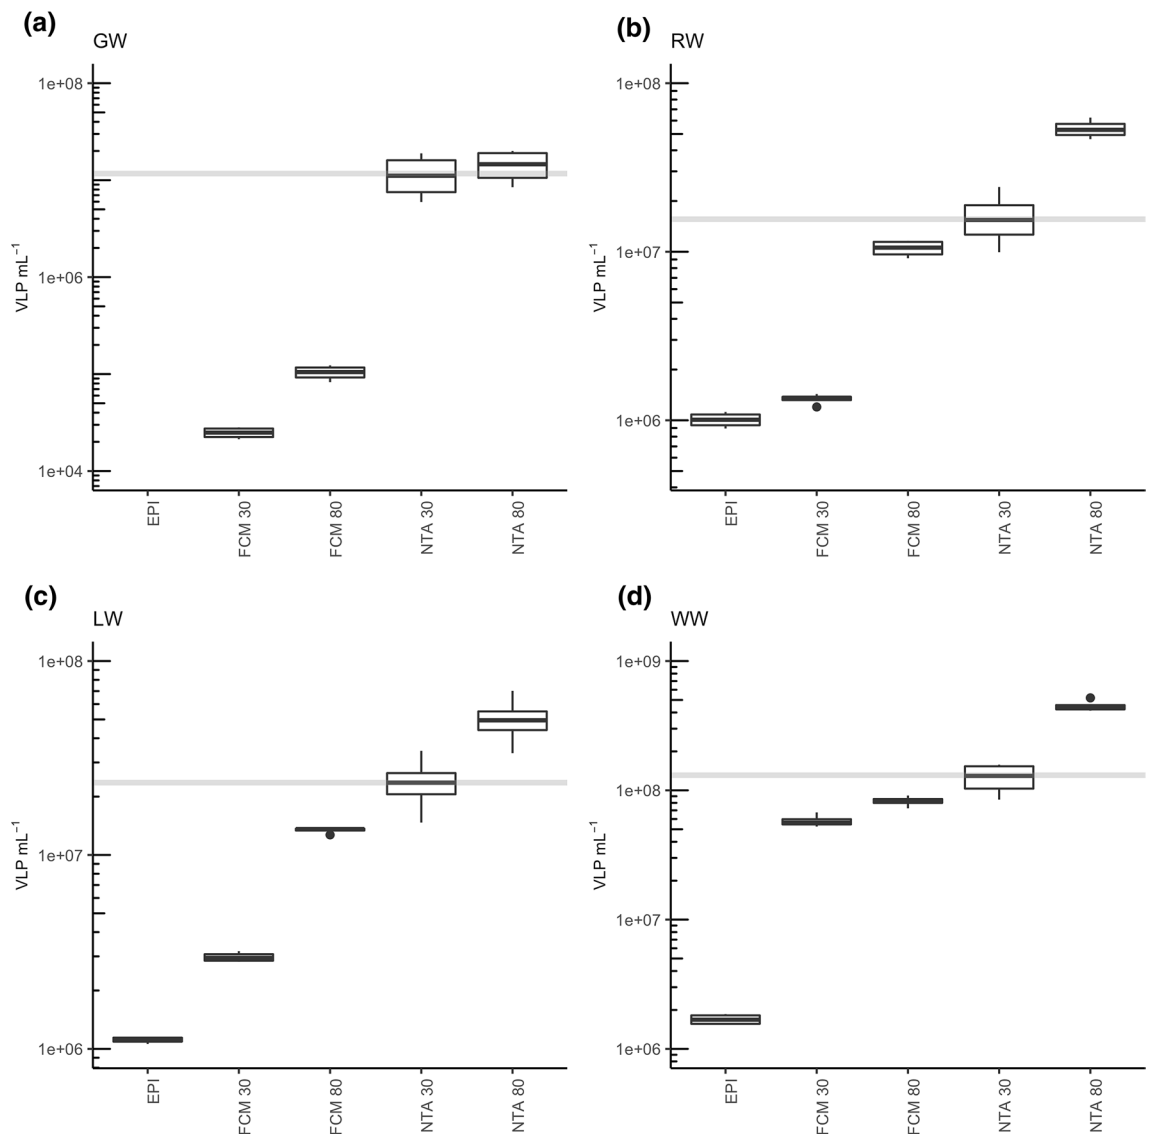 (a)
GW
1e+08
1e+06
1e+04
VLP mL⁻¹
EPI
FCM 30
FCM 80
NTA 30
NTA 80
(b)
RW
1e+08
1e+07
1e+06
VLP mL⁻¹
EPI
FCM 30
FCM 80
NTA 30
NTA 80
(c)
LW
1e+08
1e+07
1e+06
VLP mL⁻¹
EPI
FCM 30
FCM 80
NTA 30
NTA 80
(d)
WW
1e+09
1e+08
1e+07
1e+06
VLP mL⁻¹
EPI
FCM 30
FCM 80
NTA 30
NTA 80